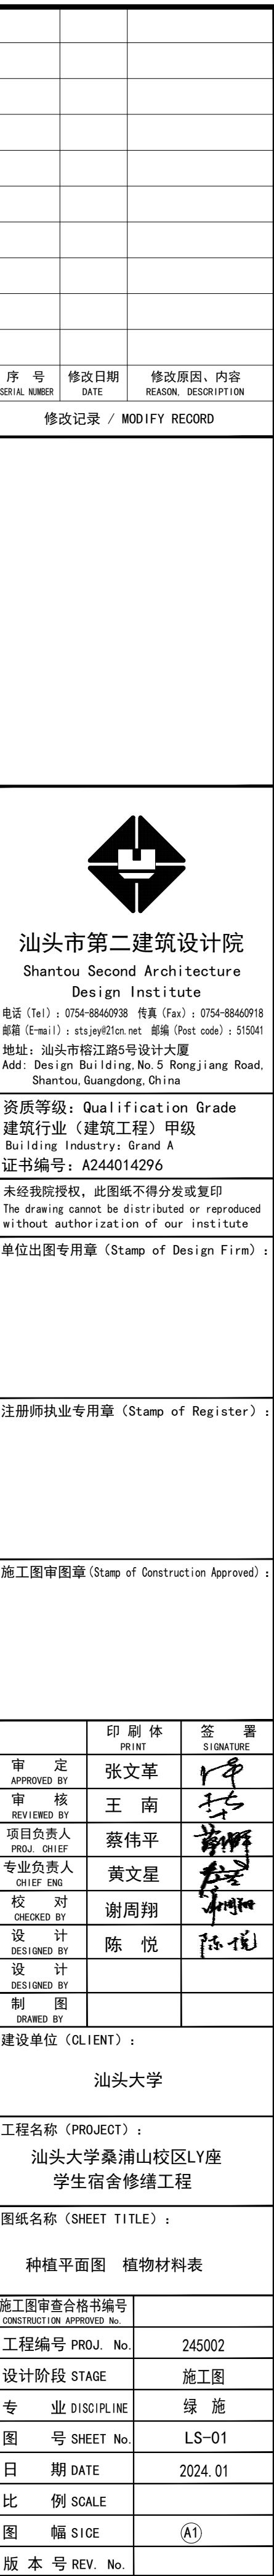 序 号 修改日期 修改原因、内容
SERIAL NUMBER DATE REASON, DESCRIPTION
修改记录 / MODIFY RECORD
汕头市第二建筑设计院
Shantou Second Architecture
Design Institute
电话（Tel）：0754-88460938 传真（Fax）：0754-88460918
邮箱（E-mail）：stsjey@21cn.net 邮编（Post code）：515041
地址：汕头市榕江路5号设计大厦
Add: Design Building,No.5 Rongjiang Road,
Shantou,Guangdong,China
资质等级：Qualification Grade
建筑行业（建筑工程）甲级
Building Industry：Grand A
证书编号：A244014296
未经我院授权，此图纸不得分发或复印
The drawing cannot be distributed or reproduced
without authorization of our institute
单位出图专用章（Stamp of Design Firm）：
注册师执业专用章（Stamp of Register）：
施工图审图章(Stamp of Construction Approved)：
印 刷 体 签 署
PRINT SIGNATURE
审 定 张文革
APPROVED BY
审 核 王 南
REVIEWED BY
项目负责人 蔡伟平
PROJ. CHIEF
专业负责人 黄文星
CHIEF ENG
校 对 谢周翔
CHECKED BY
设 计 陈 悦 陈悦
DESIGNED BY
设 计
DESIGNED BY
制 图
DRAWED BY
建设单位（CLIENT）：
汕头大学
工程名称（PROJECT）：
汕头大学桑浦山校区LY座
学生宿舍修缮工程
图纸名称（SHEET TITLE）：
种植平面图 植物材料表
施工图审查合格书编号
CONSTRUCTION APPROVED No.
工程编号 PROJ. No. 245002
设计阶段 STAGE 施工图
专 业 DISCIPLINE 绿 施
图 号 SHEET No. LS-01
日 期 DATE 2024.01
比 例 SCALE
图 幅 SICE A1
版 本 号 REV. No.